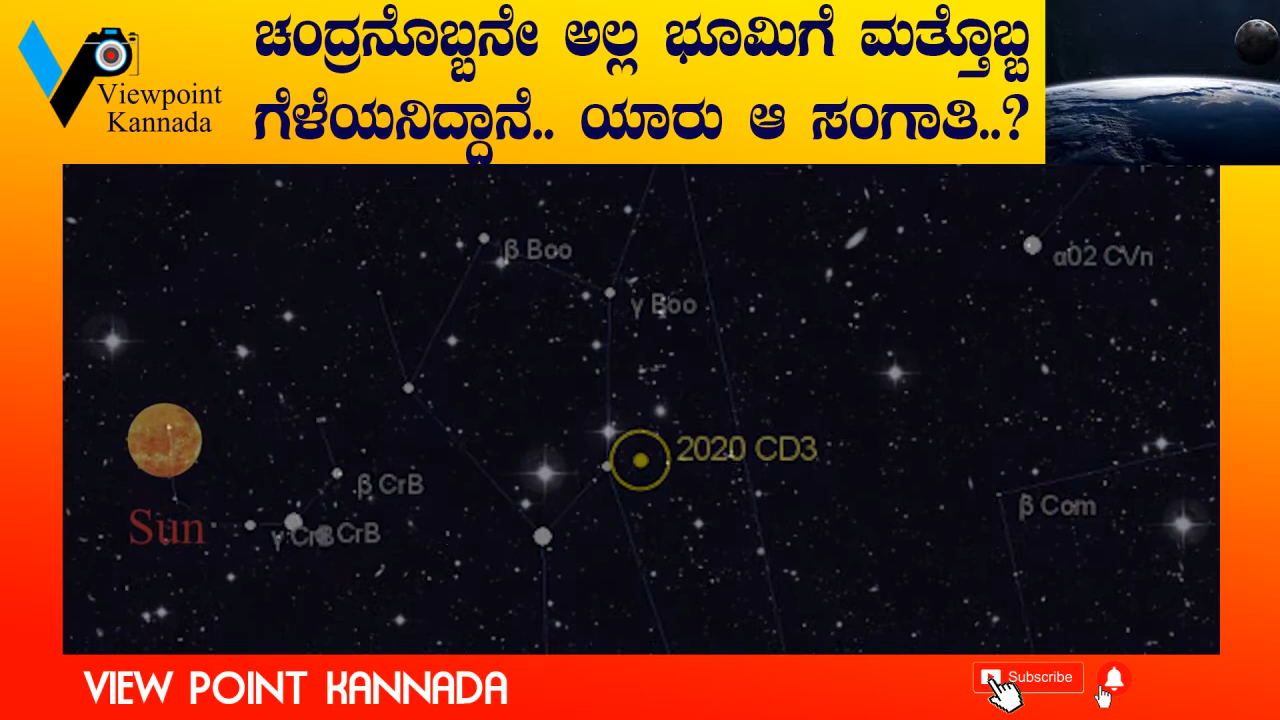 ಚಂದ್ರನೊಬ್ಬನೇ ಅಲ್ಲ ಭೂಮಿಗೆ ಮತ್ತೊಬ್ಬ
ಗೆಳೆಯನಿದ್ದಾನೆ.. ಯಾರು ಆ ಸಂಗಾತಿ..?
Viewpoint
Kannada
β Boo
α02 CVn
γ Boo
2020 CD3
β CrB
β Com
Sun
γ CrB
CrB
VIEW POINT KANNADA
Subscribe